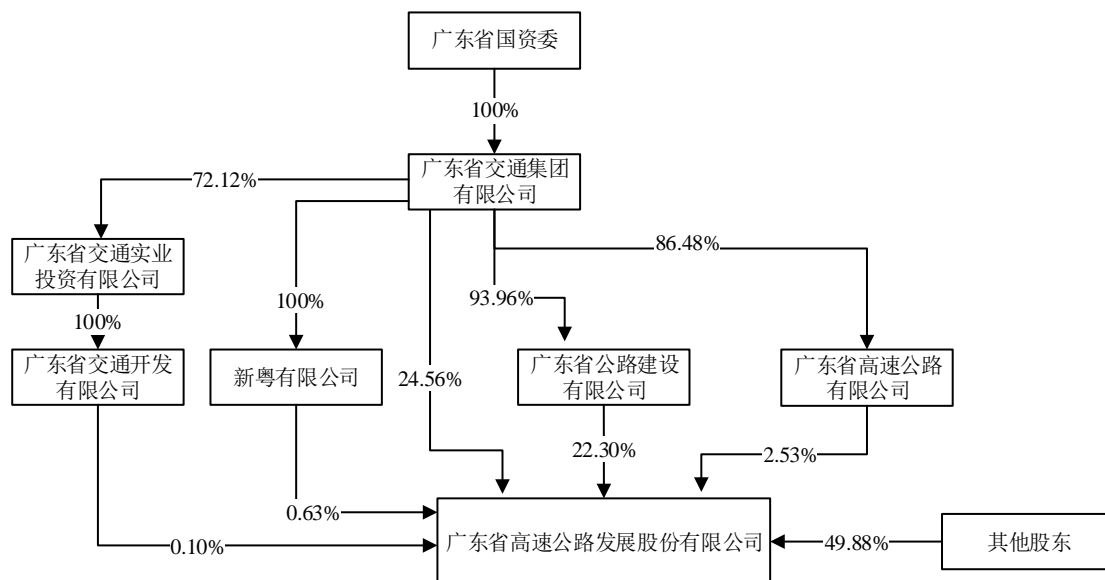 广东省国资委
100%
广东省交通集团
有限公司
72.12%
86.48%
广东省交通实业
投资有限公司
93.96%
100%
100%
广东省交通开发
有限公司
新粤有限公司
24.56%
广东省公路建设
有限公司
广东省高速公路
有限公司
22.30%
2.53%
0.63%
0.10%
广东省高速公路发展股份有限公司
49.88%
其他股东